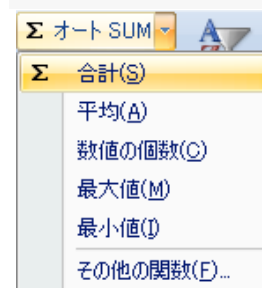 Σ オート SUM
Σ 合計(S)
平均(A)
数値の個数(C)
最大値(M)
最小値(I)
その他の関数(F)...